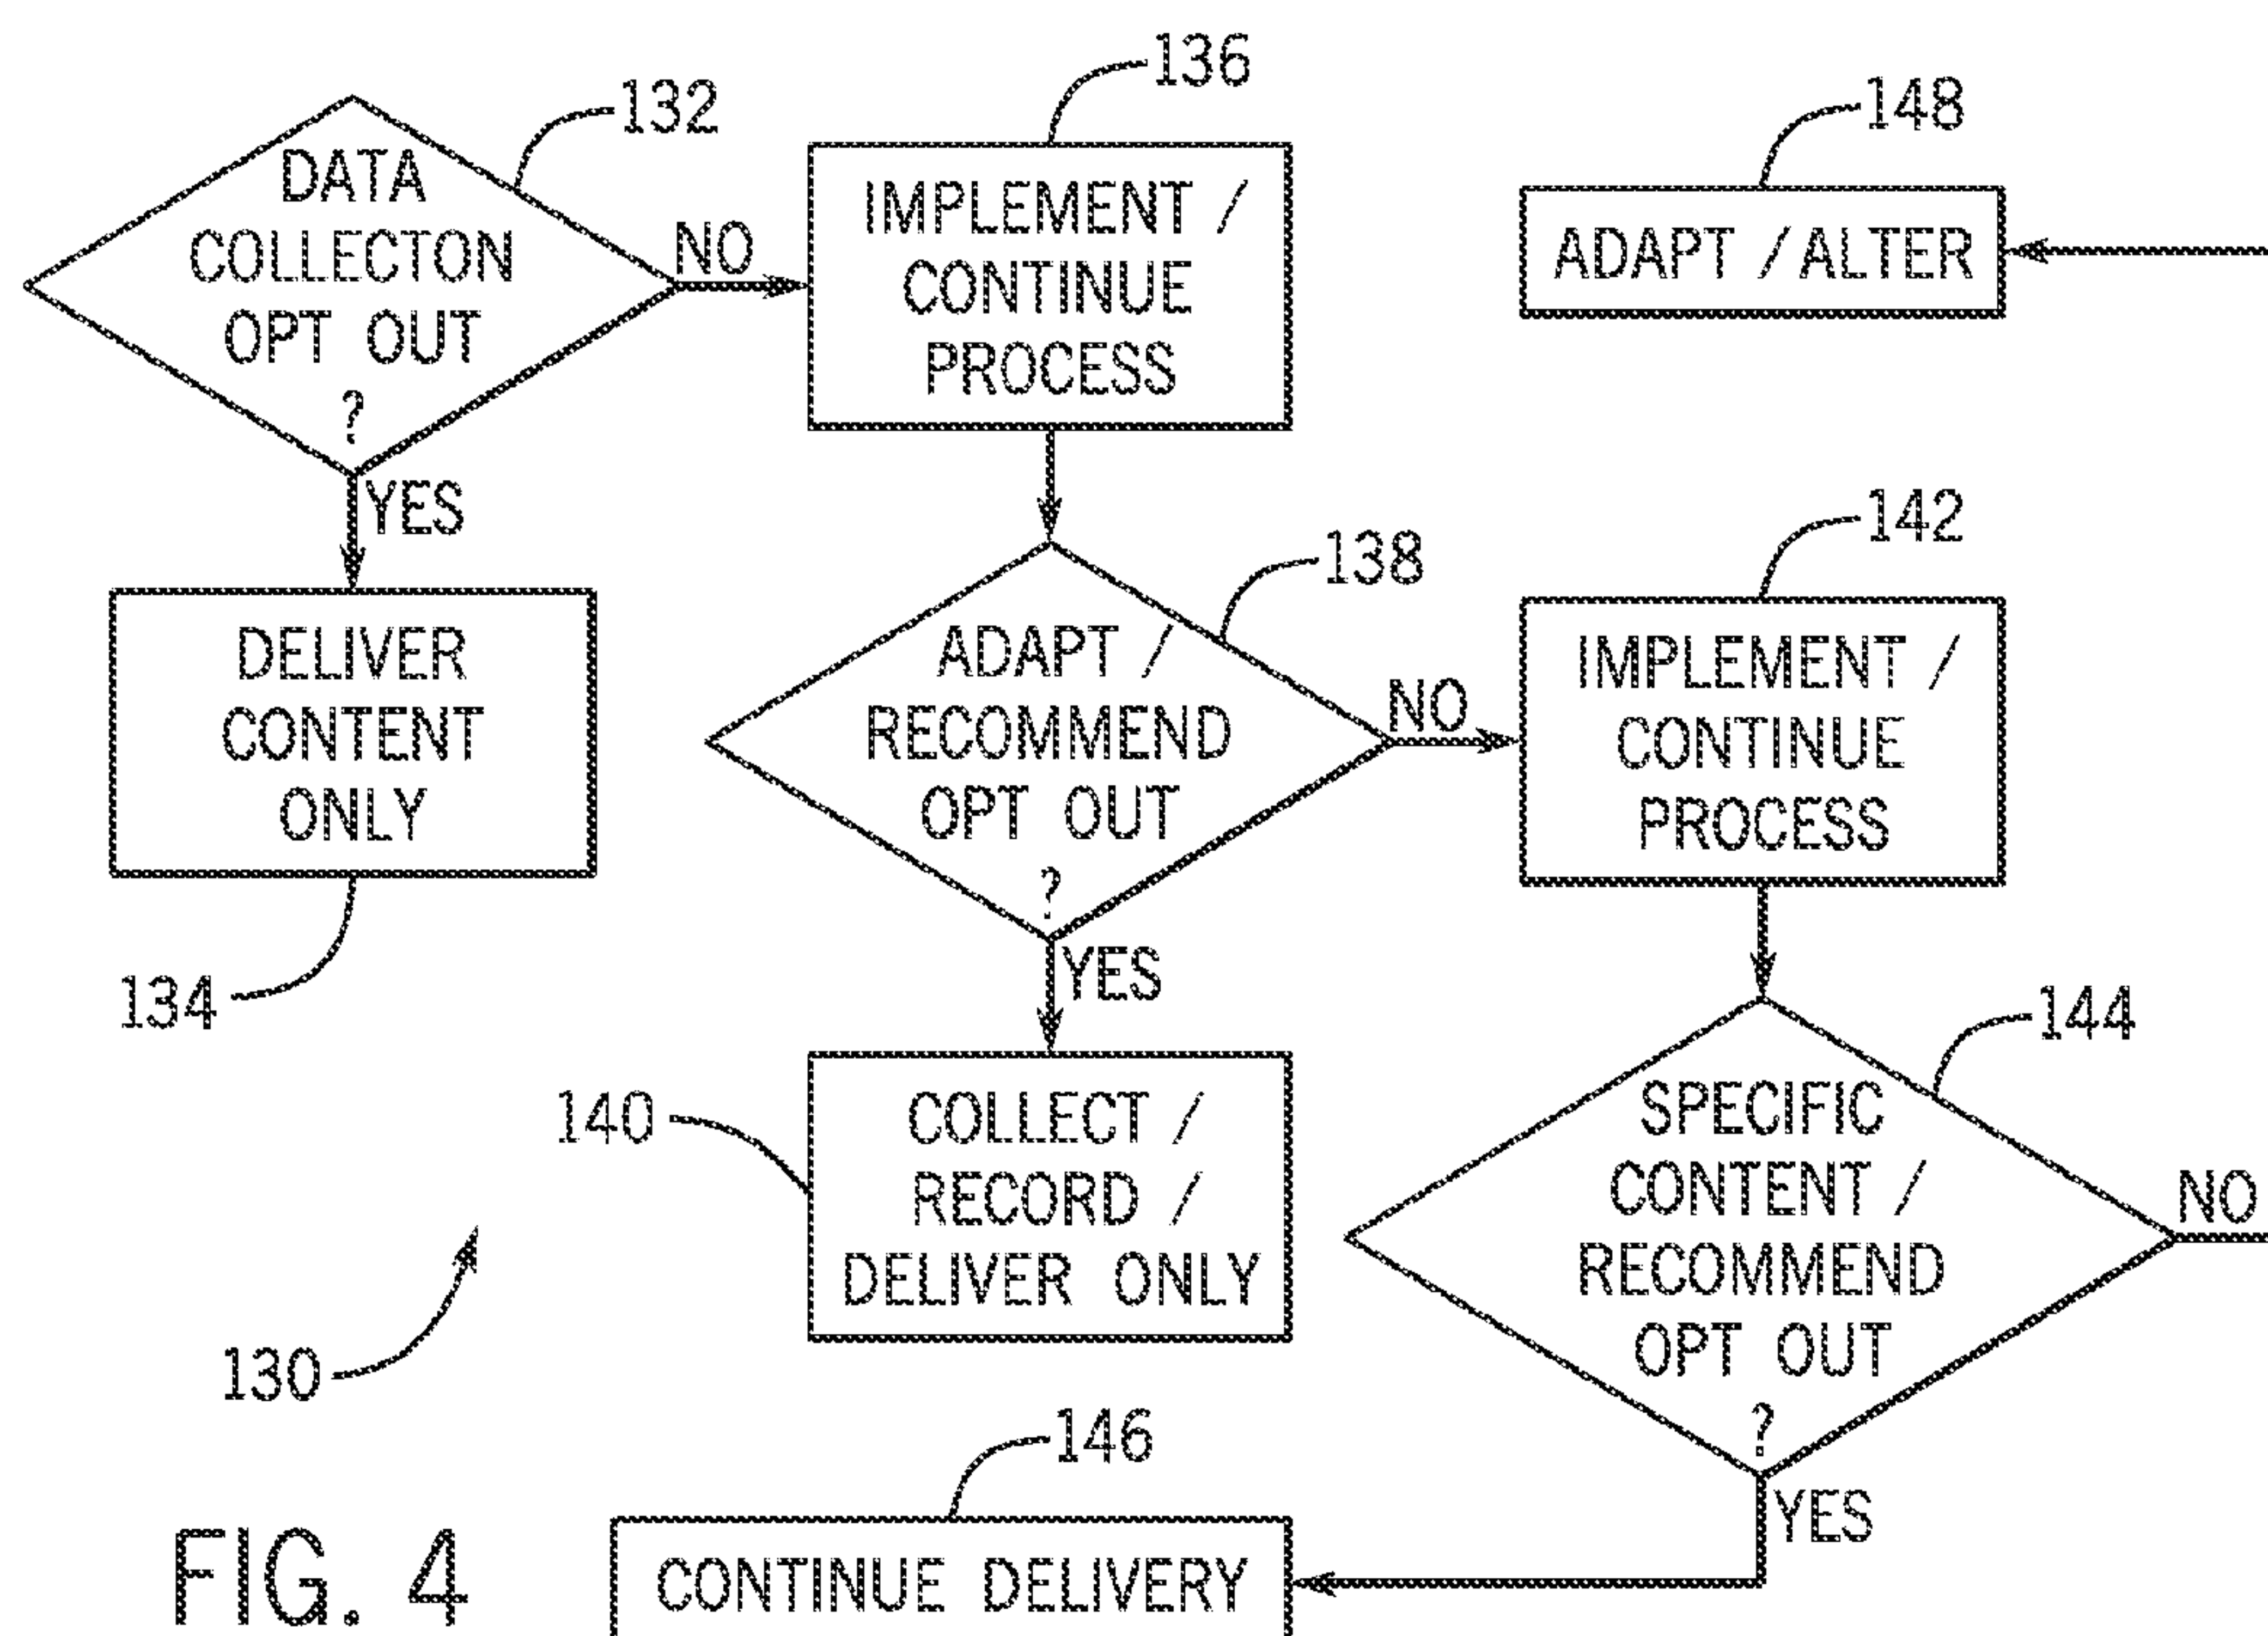 132
DATA
COLLECTON
OPT OUT
?
NO
YES
DELIVER
CONTENT
ONLY
134
136
IMPLEMENT /
CONTINUE
PROCESS
138
ADAPT /
RECOMMEND
OPT OUT
?
NO
YES
140
COLLECT /
RECORD /
DELIVER ONLY
148
ADAPT / ALTER
142
IMPLEMENT /
CONTINUE
PROCESS
144
SPECIFIC
CONTENT /
RECOMMEND
OPT OUT
?
NO
YES
146
CONTINUE DELIVERY
130
FIG. 4